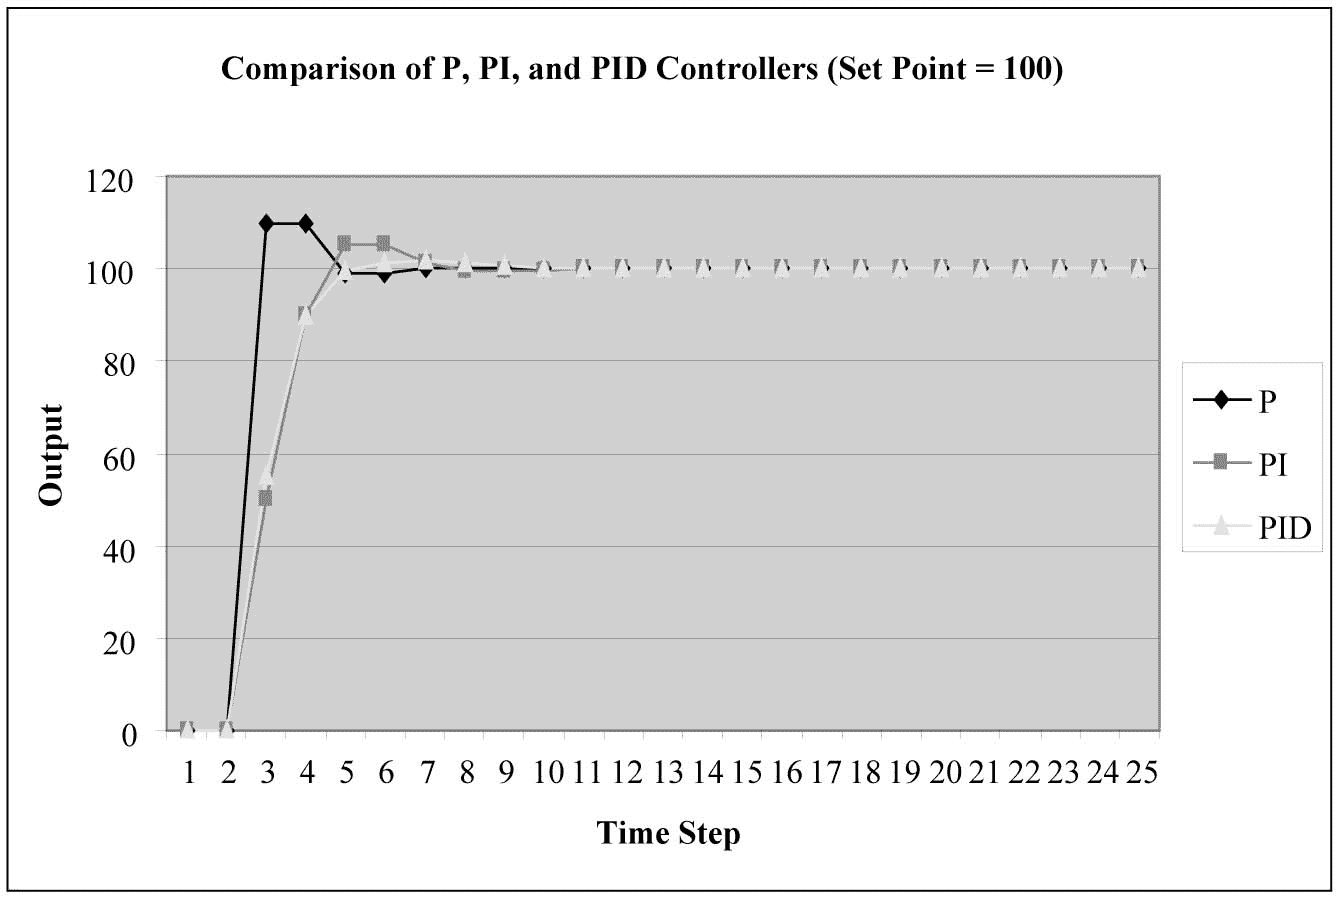 Comparison of P, PI, and PID Controllers (Set Point = 100)
120
100
80
60
40
20
0
Output
1 2 3 4 5 6 7 8 9 10 11 12 13 14 15 16 17 18 19 20 21 22 23 24 25
Time Step
P
PI
PID